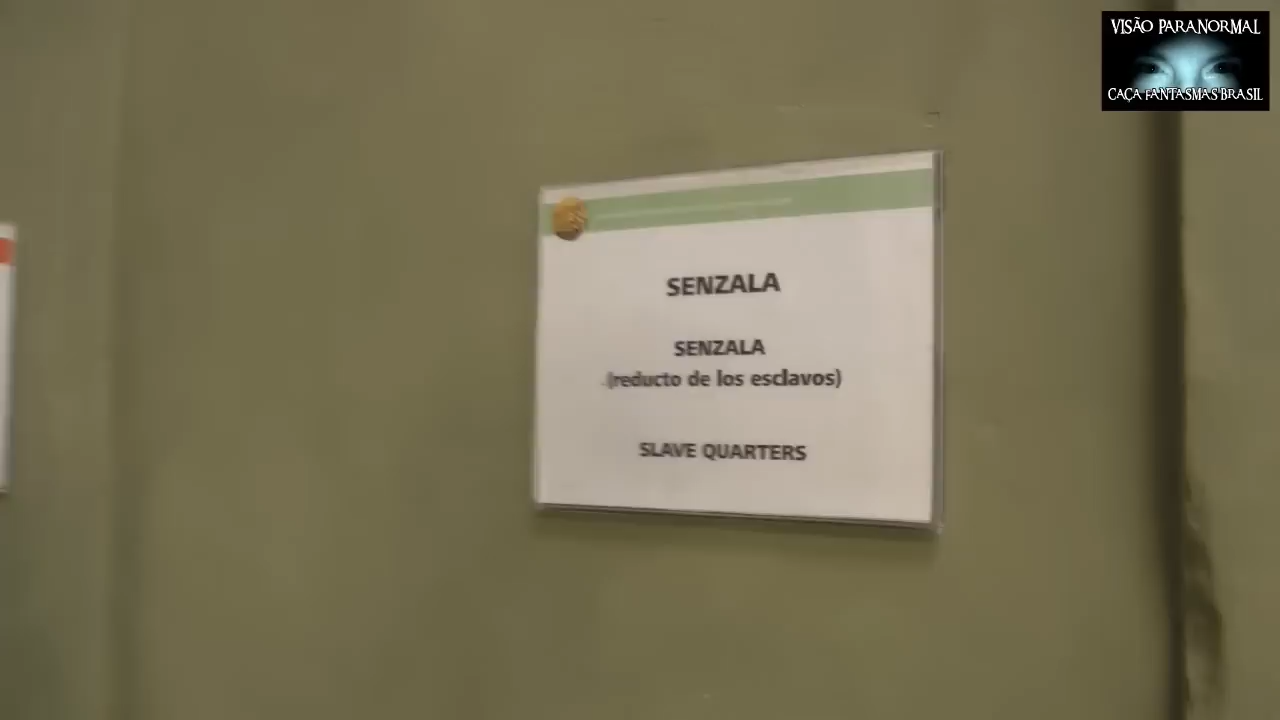 VISÃO PARANORMAL
CAÇA FANTASMAS BRASIL
SENZALA
SENZALA
(reducto de los esclavos)
SLAVE QUARTERS